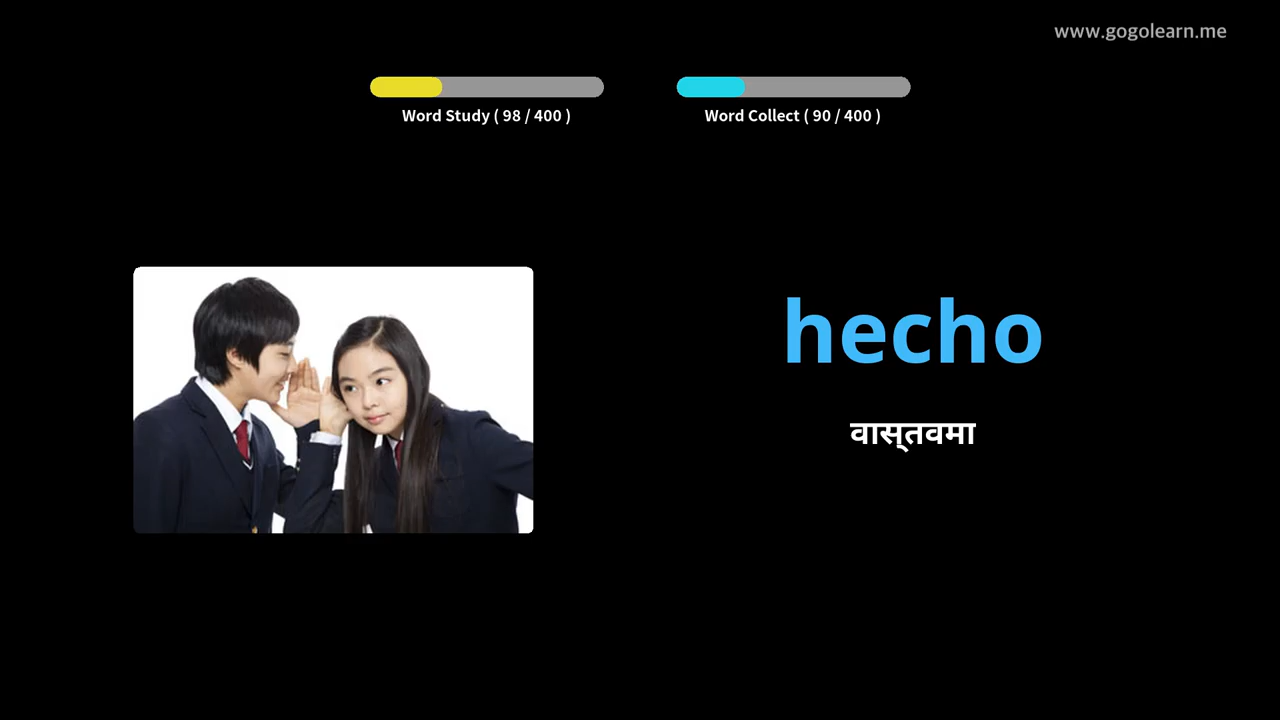 www.gogolearn.me
Word Study ( 98 / 400 )
Word Collect ( 90 / 400 )
hecho
वास्तवमा